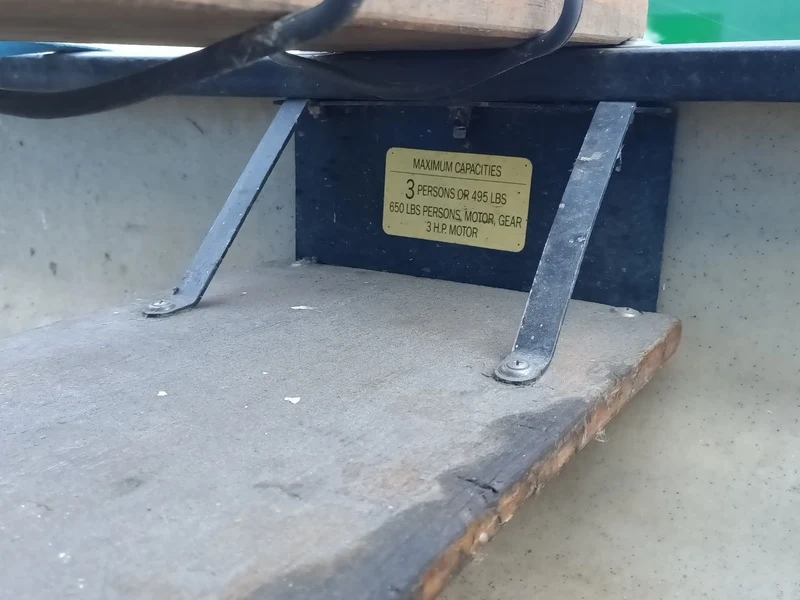 MAXIMUM CAPACITIES
3 PERSONS OR 495 LBS
650 LBS PERSONS, MOTOR, GEAR
3 H.P. MOTOR